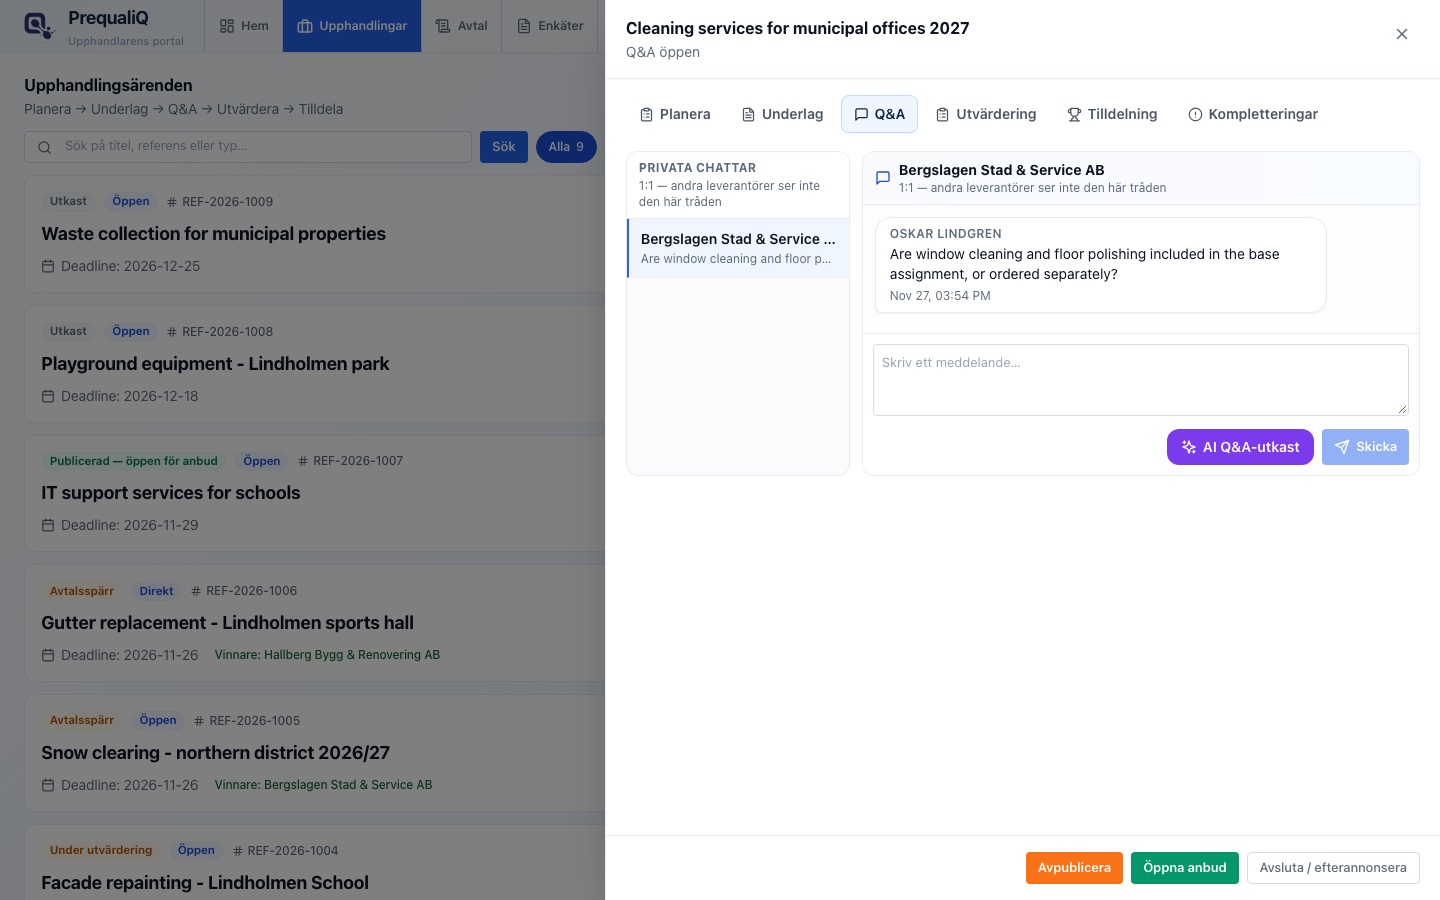 PrequaliQ
Upphandlarens portal
Hem
Upphandlingar
Avtal
Enkäter
Upphandlingsärenden
Planera → Underlag → Q&A → Utvärdera → Tilldela
Sök på titel, referens eller typ...
Sök
Alla 9
Utkast Öppen # REF-2026-1009
Waste collection for municipal properties
Deadline: 2026-12-25
Utkast Öppen # REF-2026-1008
Playground equipment - Lindholmen park
Deadline: 2026-12-18
Publicerad — öppen för anbud Öppen # REF-2026-1007
IT support services for schools
Deadline: 2026-11-29
Avtalsspärr Direkt # REF-2026-1006
Gutter replacement - Lindholmen sports hall
Deadline: 2026-11-26 Vinnare: Hallberg Bygg & Renovering AB
Avtalsspärr Öppen # REF-2026-1005
Snow clearing - northern district 2026/27
Deadline: 2026-11-26 Vinnare: Bergslagen Stad & Service AB
Under utvärdering Öppen # REF-2026-1004
Facade repainting - Lindholmen School
Cleaning services for municipal offices 2027
Q&A öppen
Planera
Underlag
Q&A
Utvärdering
Tilldelning
Kompletteringar
PRIVATA CHATTAR
1:1 — andra leverantörer ser inte
den här tråden
Bergslagen Stad & Service ...
Are window cleaning and floor p...
Bergslagen Stad & Service AB
1:1 — andra leverantörer ser inte den här tråden
OSKAR LINDGREN
Are window cleaning and floor polishing included in the base
assignment, or ordered separately?
Nov 27, 03:54 PM
Skriv ett meddelande...
AI Q&A-utkast
Skicka
Avpublicera
Öppna anbud
Avsluta / efterannonsera